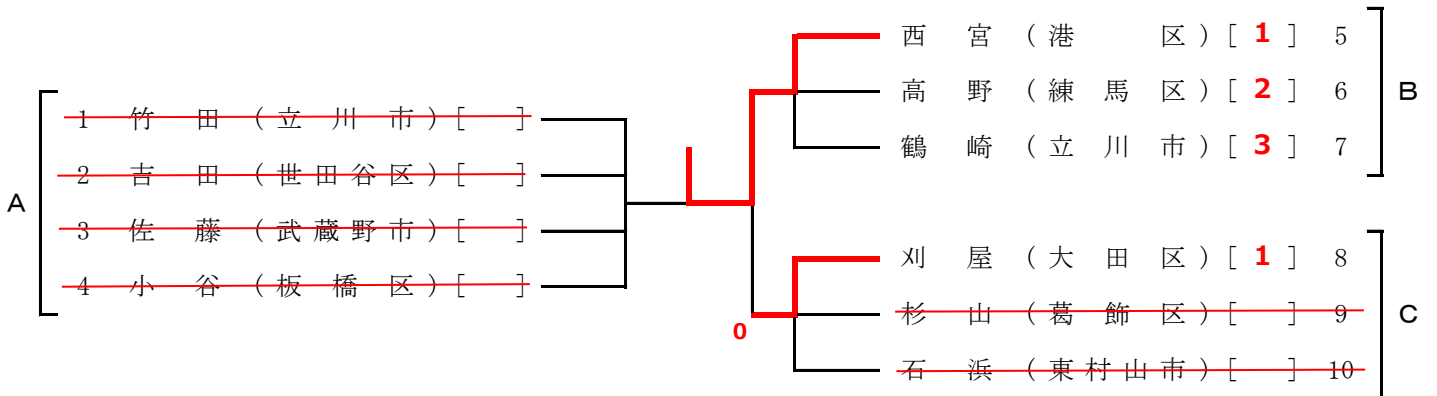 A
1 竹 田 ( 立 川 市 ) [ ]
2 吉 田 ( 世 田 谷 区 ) [ ]
3 佐 藤 ( 武 蔵 野 市 ) [ ]
4 小 谷 ( 板 橋 区 ) [ ]
西 宮 ( 港 区 ) [ 1 ] 5
高 野 ( 練 馬 区 ) [ 2 ] 6
鶴 崎 ( 立 川 市 ) [ 3 ] 7
B
刈 屋 ( 大 田 区 ) [ 1 ] 8
杉 山 ( 葛 飾 区 ) [ ] 9
石 浜 ( 東 村 山 市 ) [ ] 10
C
0